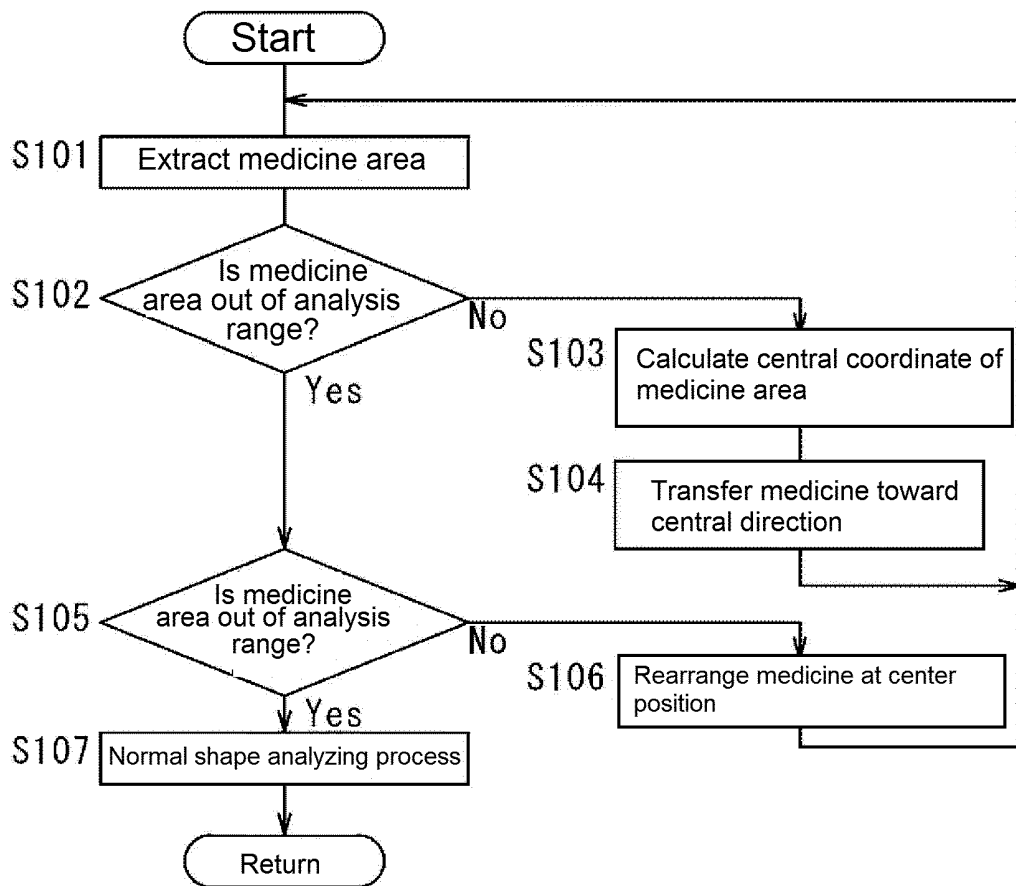 Start
S101
Extract medicine area
S102
Is medicine
area out of analysis
range?
No
Yes
S103
Calculate central coordinate of
medicine area
S104
Transfer medicine toward
central direction
S105
Is medicine
area out of analysis
range?
No
Yes
S106
Rearrange medicine at center
position
S107
Normal shape analyzing process
Return